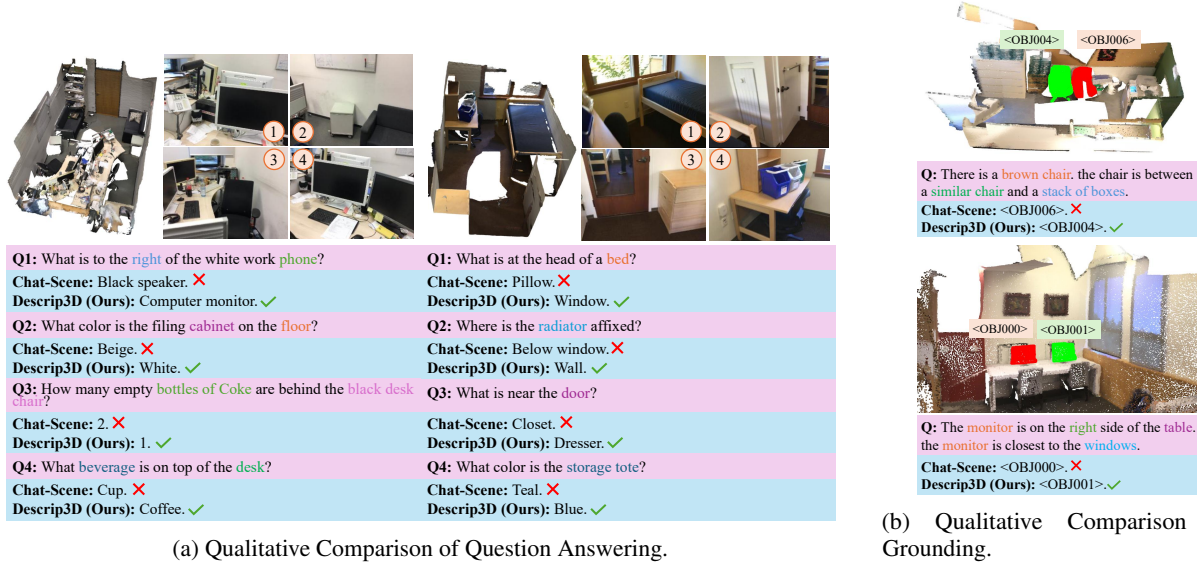 1
2
3
4
1
2
3
4
Q1: What is to the right of the white work phone?
Chat-Scene: Black speaker.
Descrip3D (Ours): Computer monitor.
Q2: What color is the filing cabinet on the floor?
Chat-Scene: Beige.
Descrip3D (Ours): White.
Q3: How many empty bottles of Coke are behind the black desk
chair?
Chat-Scene: 2.
Descrip3D (Ours): 1.
Q4: What beverage is on top of the desk?
Chat-Scene: Cup.
Descrip3D (Ours): Coffee.
Q1: What is at the head of a bed?
Chat-Scene: Pillow.
Descrip3D (Ours): Window.
Q2: Where is the radiator affixed?
Chat-Scene: Below window.
Descrip3D (Ours): Wall.
Q3: What is near the door?
Chat-Scene: Closet.
Descrip3D (Ours): Dresser.
Q4: What color is the storage tote?
Chat-Scene: Teal.
Descrip3D (Ours): Blue.
(a) Qualitative Comparison of Question Answering.
<OBJ004> <OBJ006>
Q: There is a brown chair. the chair is between
a similar chair and a stack of boxes.
Chat-Scene: <OBJ006>.
Descrip3D (Ours): <OBJ004>.
<OBJ000> <OBJ001>
Q: The monitor is on the right side of the table.
the monitor is closest to the windows.
Chat-Scene: <OBJ000>.
Descrip3D (Ours): <OBJ001>.
(b) Qualitative Comparison
Grounding.